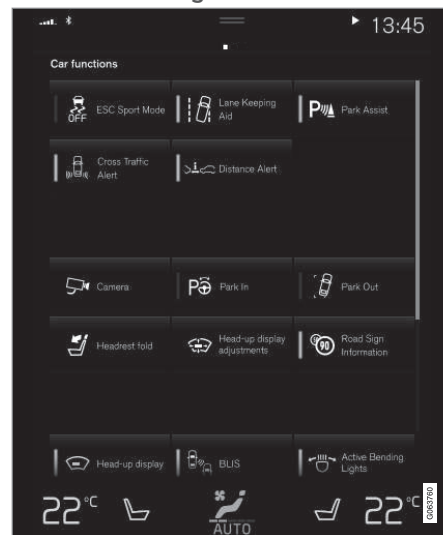 13:45
Car functions
OFF
ESC Sport Mode
Lane Keeping
Aid
P
Park Assist
Cross Traffic
Alert
Distance Alert
Camera
P
Park In
Park Out
Headrest fold
Head-up display
adjustments
90
Road Sign
Information
Head-up display
BLIS
Active Bending
Lights
22°C
AUTO
22°C
G063760